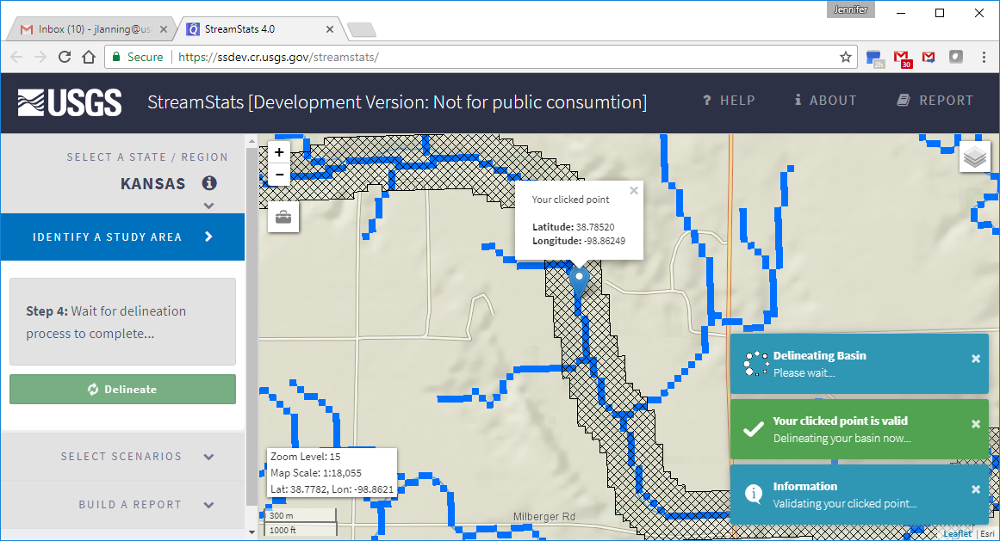 Jennifer
Inbox (10) - jlanning@us
StreamStats 4.0
Secure
https://ssdev.cr.usgs.gov/streamstats/
2h
30
USGS
StreamStats [Development Version: Not for public consumtion]
? HELP
i ABOUT
REPORT
SELECT A STATE / REGION
KANSAS
IDENTIFY A STUDY AREA
Step 4: Wait for delineation
process to complete...
Delineate
SELECT SCENARIOS
BUILD A REPORT
+
−
Your clicked point
Latitude: 38.78520
Longitude: -98.86249
Delineating Basin
Please wait...
Your clicked point is valid
Delineating your basin now...
Information
Validating your clicked point...
Zoom Level: 15
Map Scale: 1:18,055
Lat: 38.7782, Lon: -98.8621
300 m
1000 ft
Milberger Rd
Leaflet | Esri